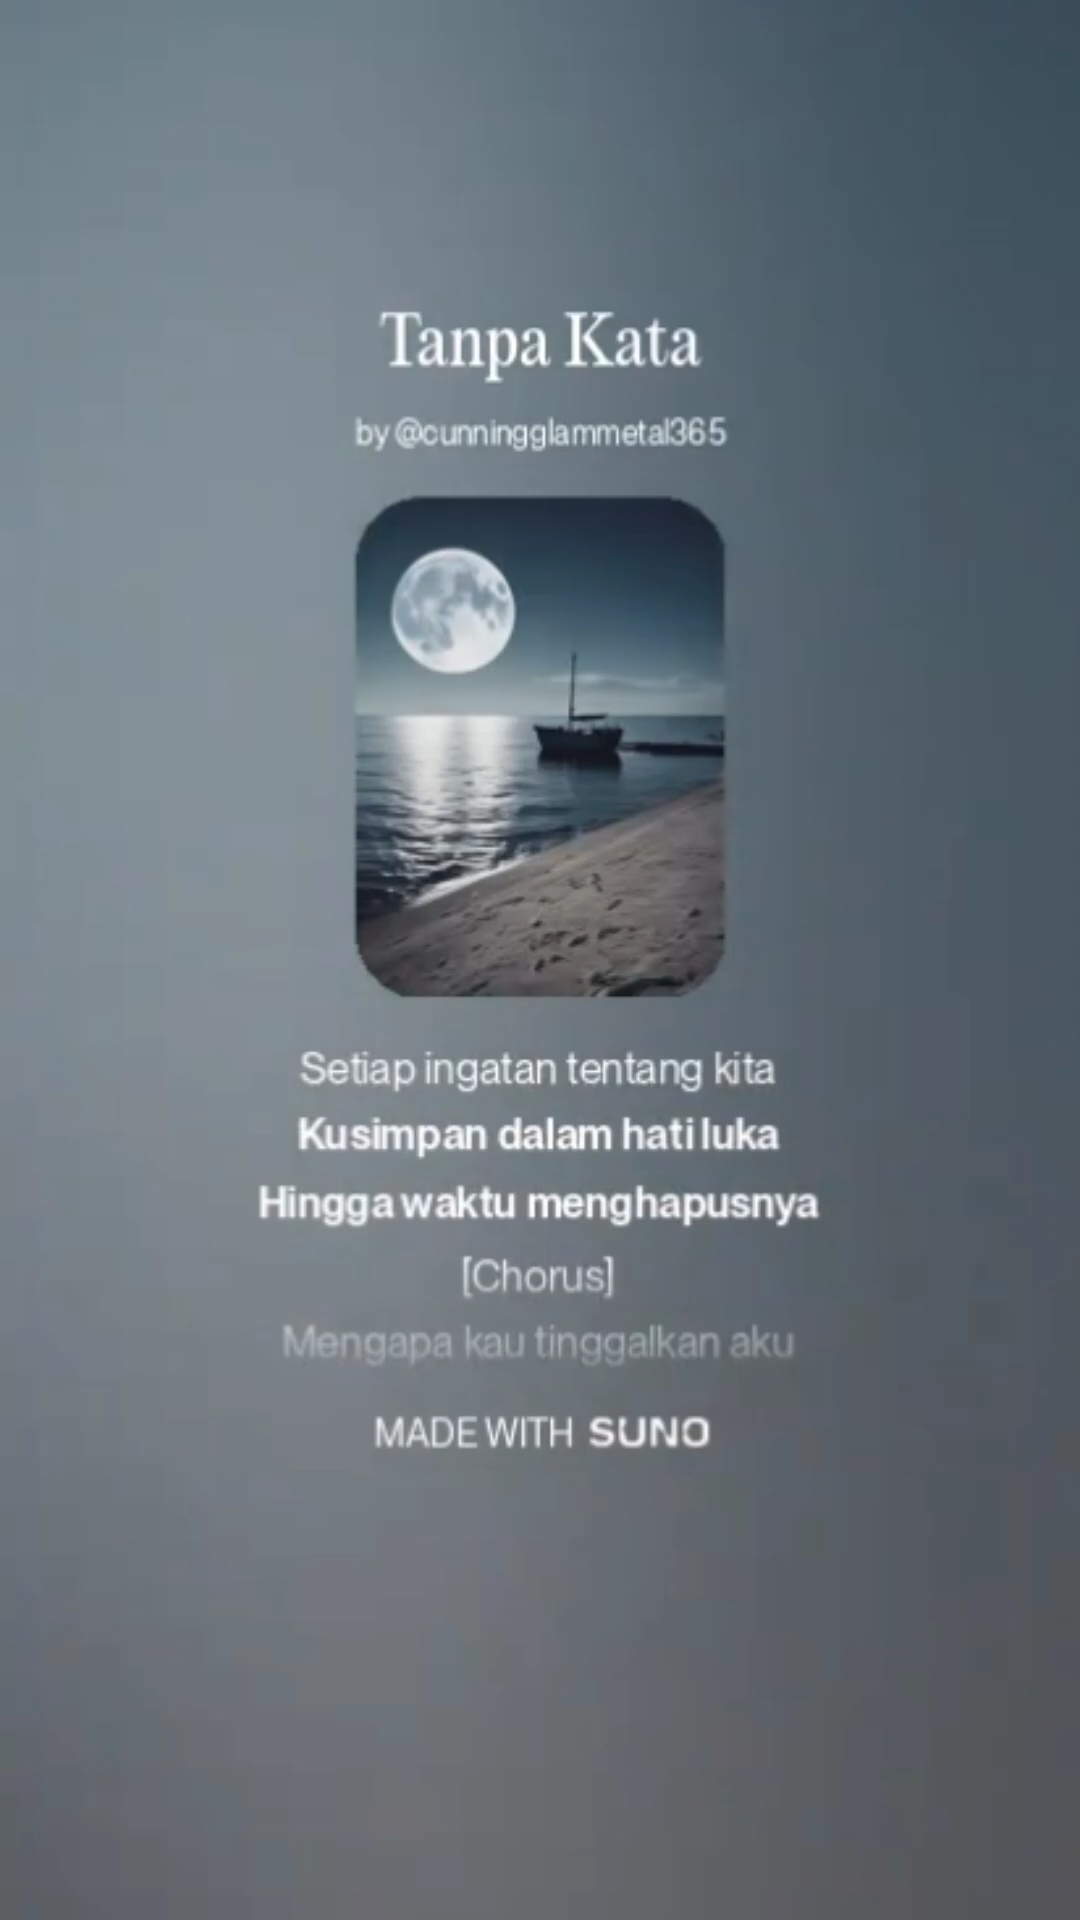 Tanpa Kata
by @cunningglammetal365
Setiap ingatan tentang kita
Kusimpan dalam hati luka
Hingga waktu menghapusnya
[Chorus]
Mengapa kau tinggalkan aku
MADE WITH SUNO